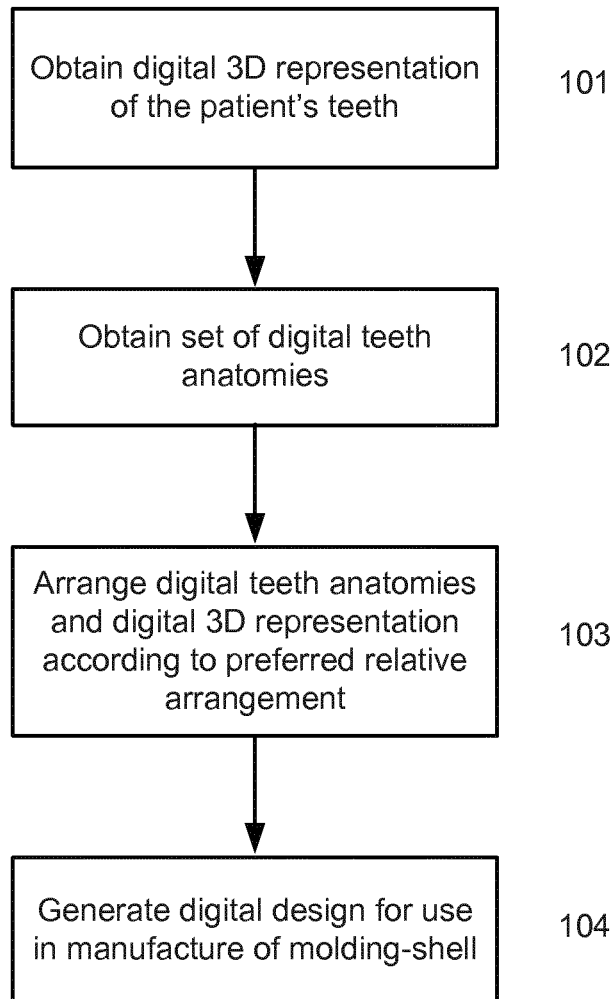 Obtain digital 3D representation
of the patient's teeth
101
Obtain set of digital teeth
anatomies
102
Arrange digital teeth anatomies
and digital 3D representation
according to preferred relative
arrangement
103
Generate digital design for use
in manufacture of molding-shell
104